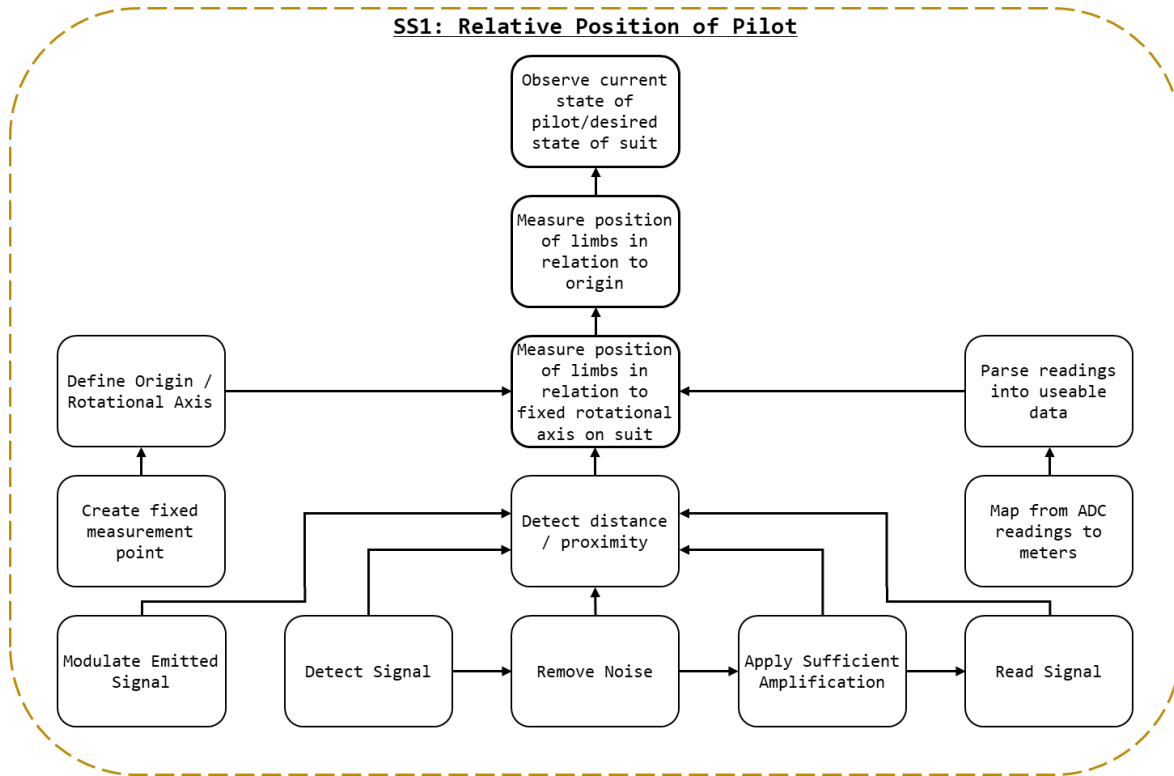 SS1: Relative Position of Pilot
Observe current
state of
pilot/desired
state of suit
Measure position
of limbs in
relation to
origin
Define Origin /
Rotational Axis
Measure position
of limbs in
relation to
fixed rotational
axis on suit
Parse readings
into useable
data
Create fixed
measurement
point
Detect distance
/ proximity
Map from ADC
readings to
meters
Modulate Emitted
Signal
Detect Signal
Remove Noise
Apply Sufficient
Amplification
Read Signal